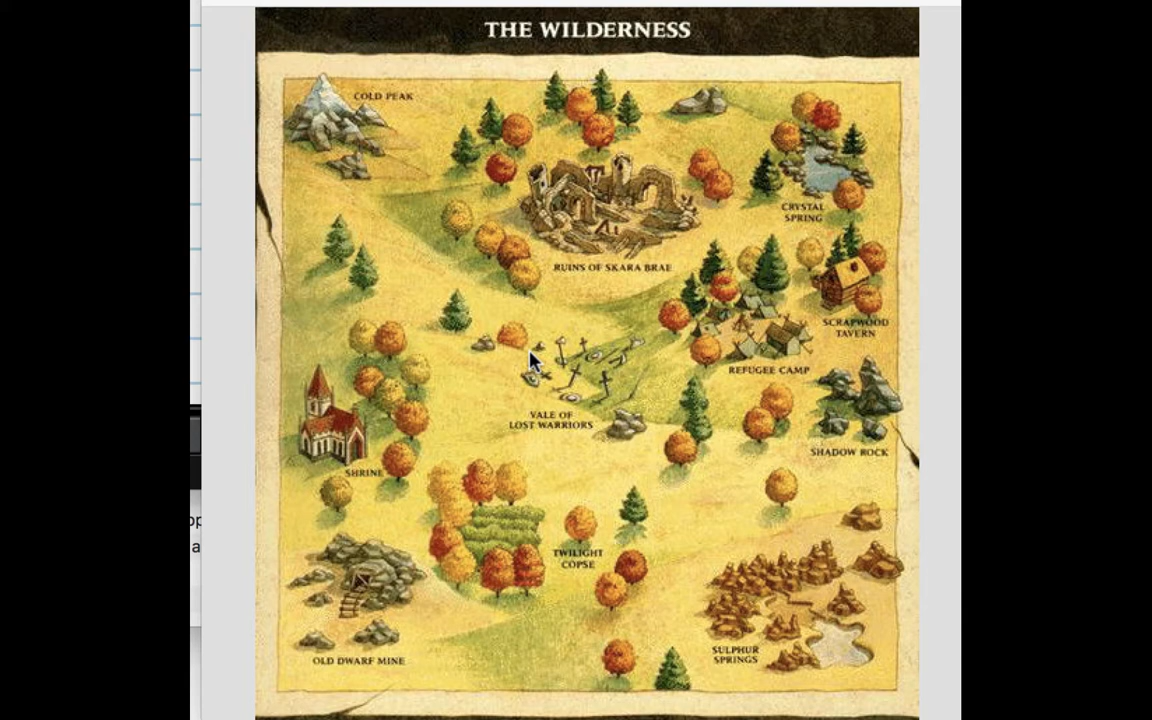 THE WILDERNESS
COLD PEAK
CRYSTAL
SPRING
RUINS OF SKARA BRAE
SCRAPWOOD
TAVERN
REFUGEE CAMP
VALE OF
LOST WARRIORS
SHADOW ROCK
SHRINE
TWILIGHT
COPSE
SULPHUR
SPRINGS
OLD DWARF MINE